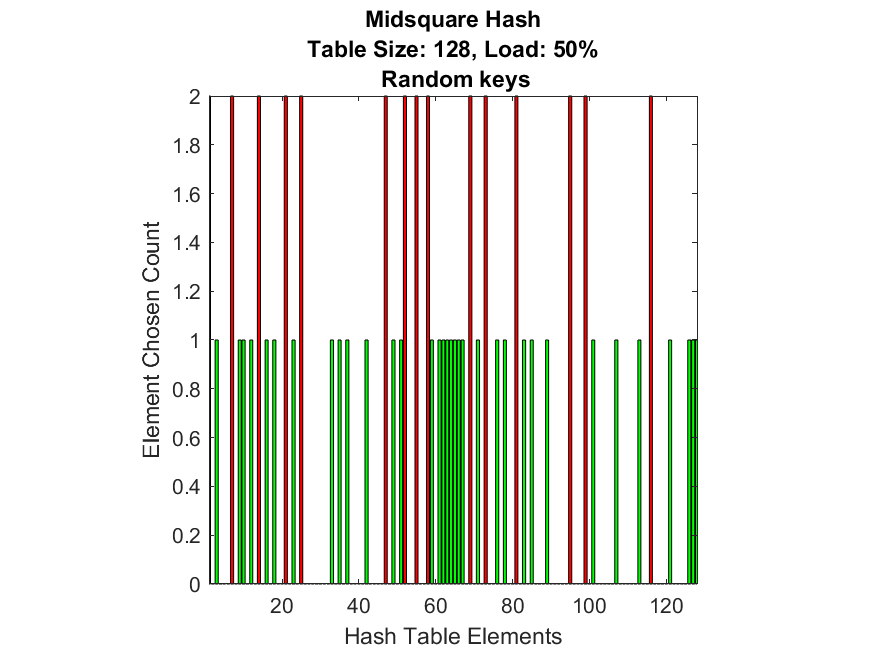 Midsquare Hash
Table Size: 128, Load: 50%
Random keys
2
1.8
1.6
1.4
1.2
1
0.8
0.6
0.4
0.2
0
Element Chosen Count
20 40 60 80 100 120
Hash Table Elements